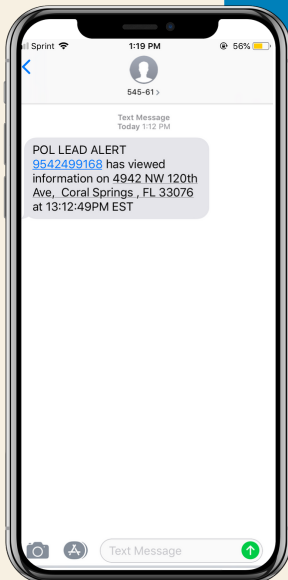 Sprint
1:19 PM
56%
545-61 >
Text Message
Today 1:12 PM
POL LEAD ALERT
9542499168 has viewed
information on 4942 NW 120th
Ave,  Coral Springs , FL 33076
at 13:12:49PM EST
Text Message